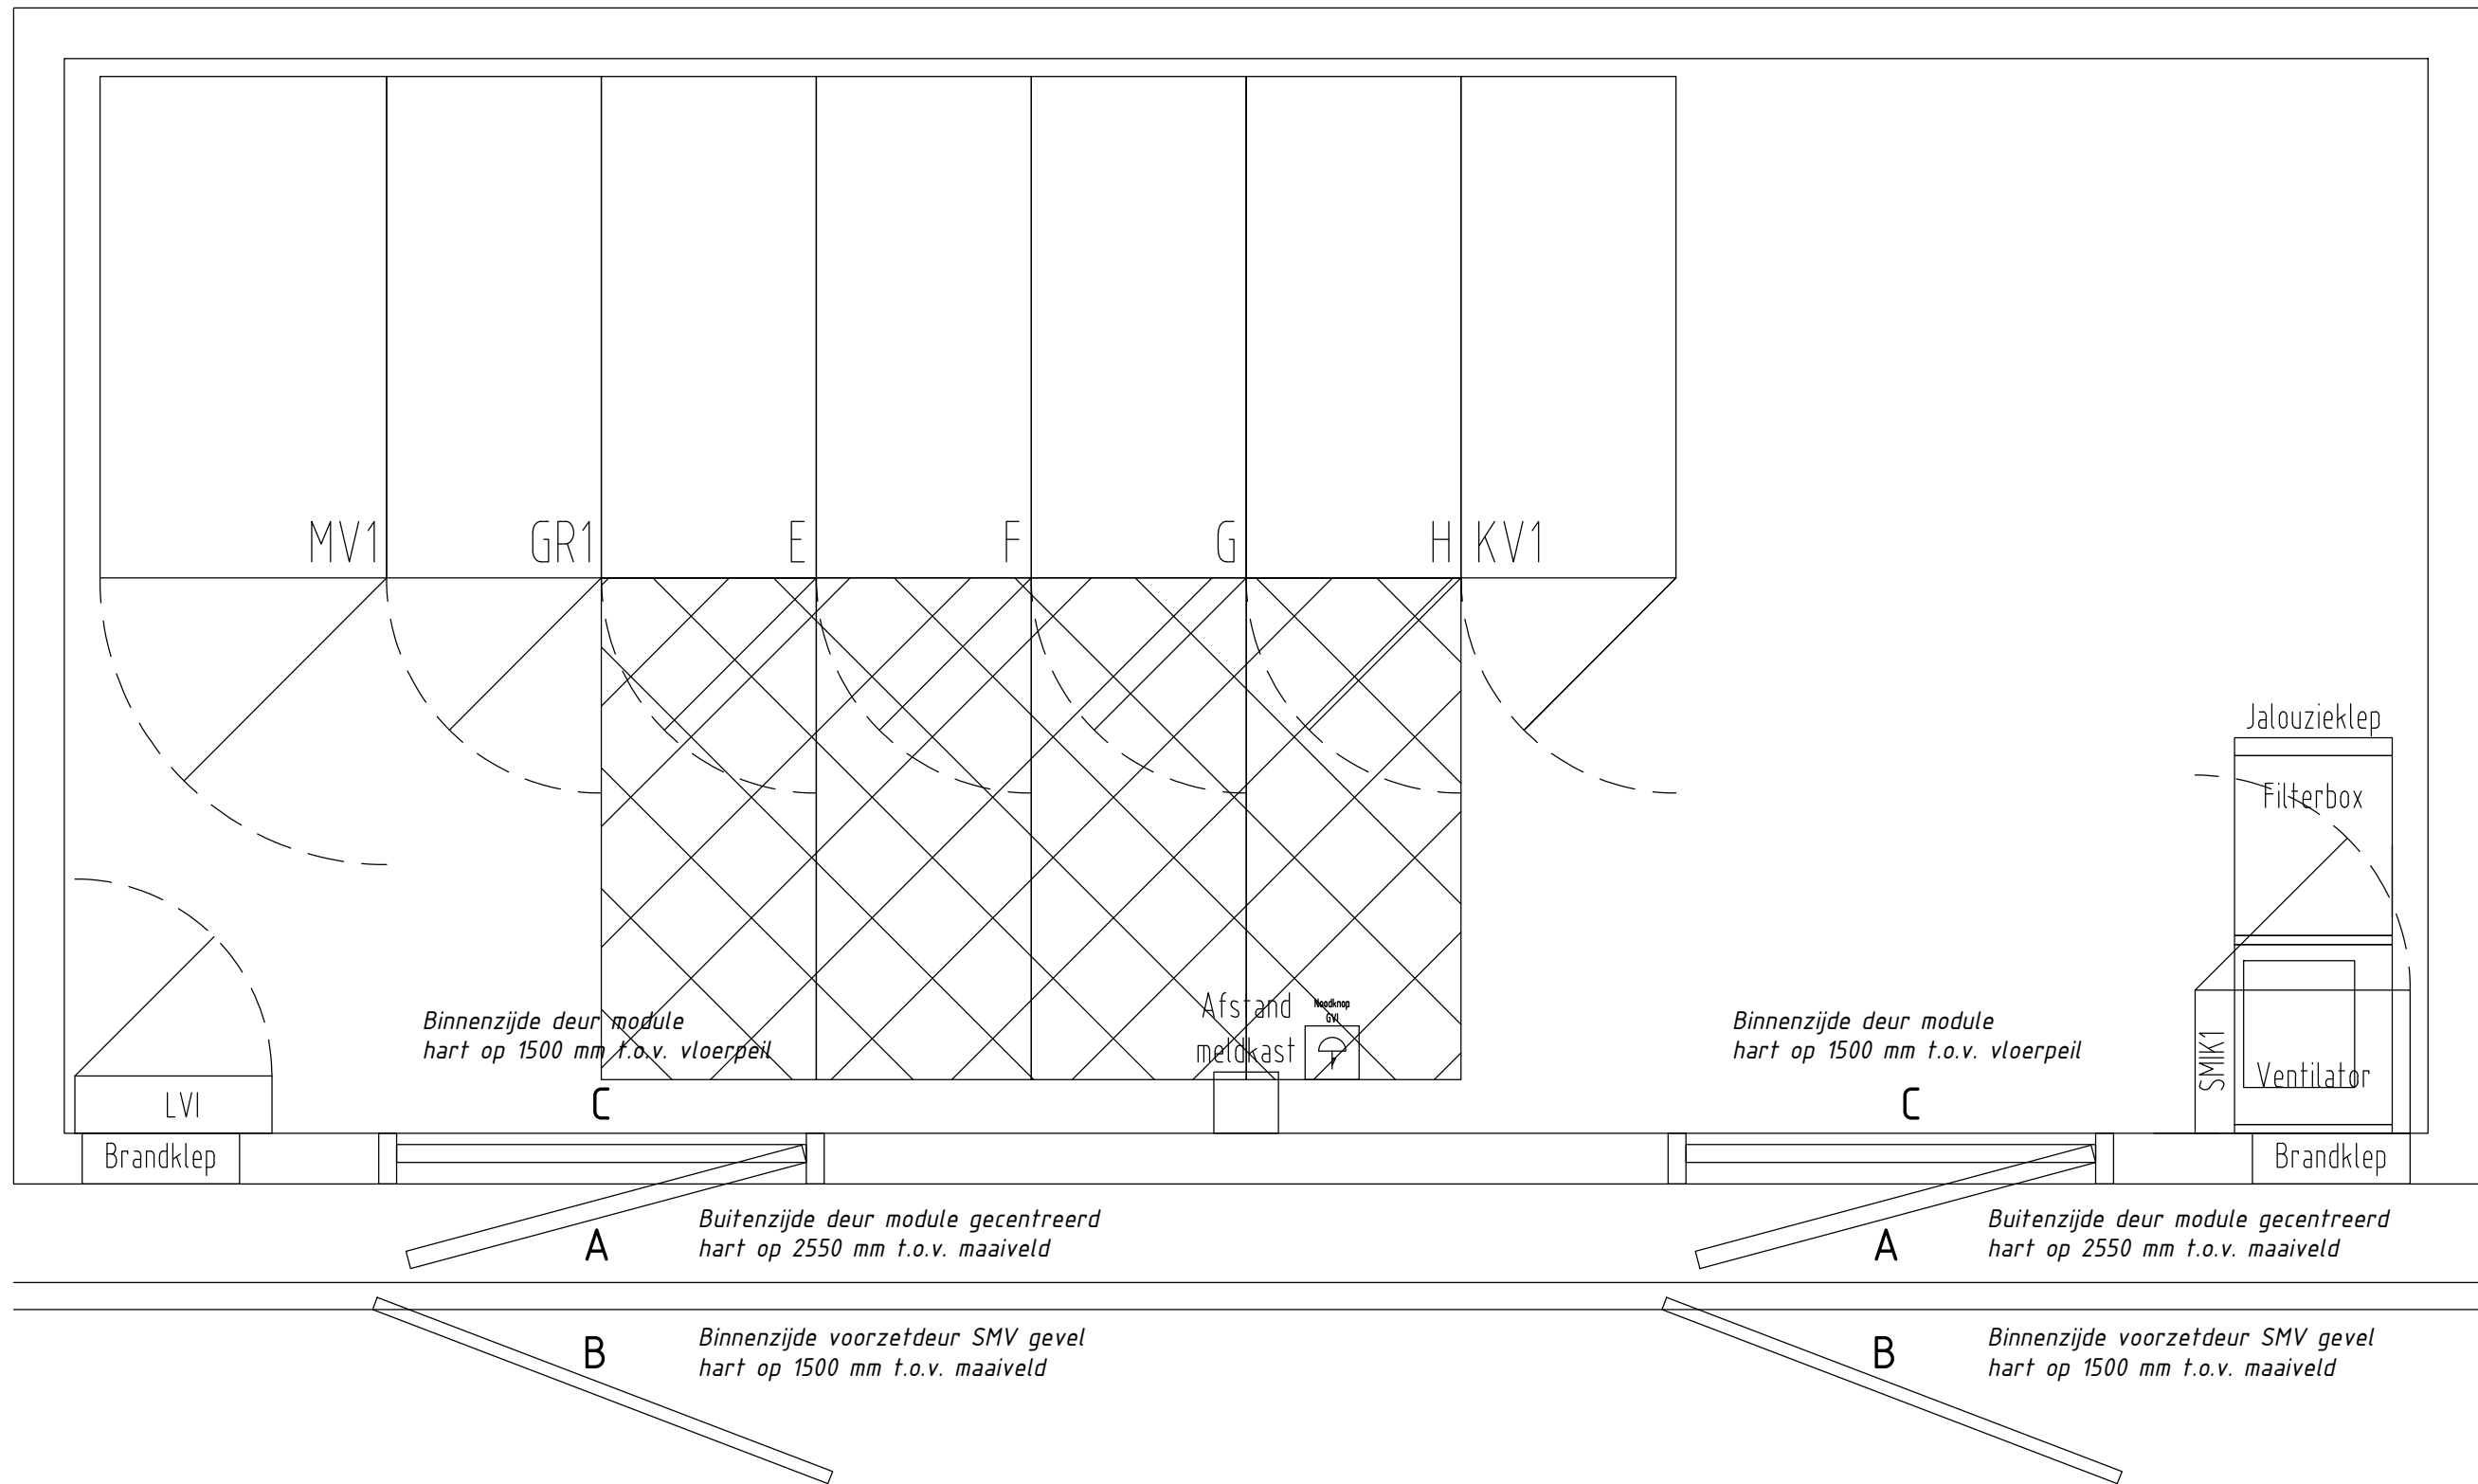 MV1
GR1
E
F
G
H
KV1
Jalouzieklep
Filterbox
Afstand
meldkast
Noodknop
GVI
Binnenzijde deur module
hart op 1500 mm t.o.v. vloerpeil
C
Binnenzijde deur module
hart op 1500 mm t.o.v. vloerpeil
C
SMIK1
Ventilator
LVI
Brandklep
Brandklep
A
Buitenzijde deur module gecentreerd
hart op 2550 mm t.o.v. maaiveld
A
Buitenzijde deur module gecentreerd
hart op 2550 mm t.o.v. maaiveld
B
Binnenzijde voorzetdeur SMV gevel
hart op 1500 mm t.o.v. maaiveld
B
Binnenzijde voorzetdeur SMV gevel
hart op 1500 mm t.o.v. maaiveld